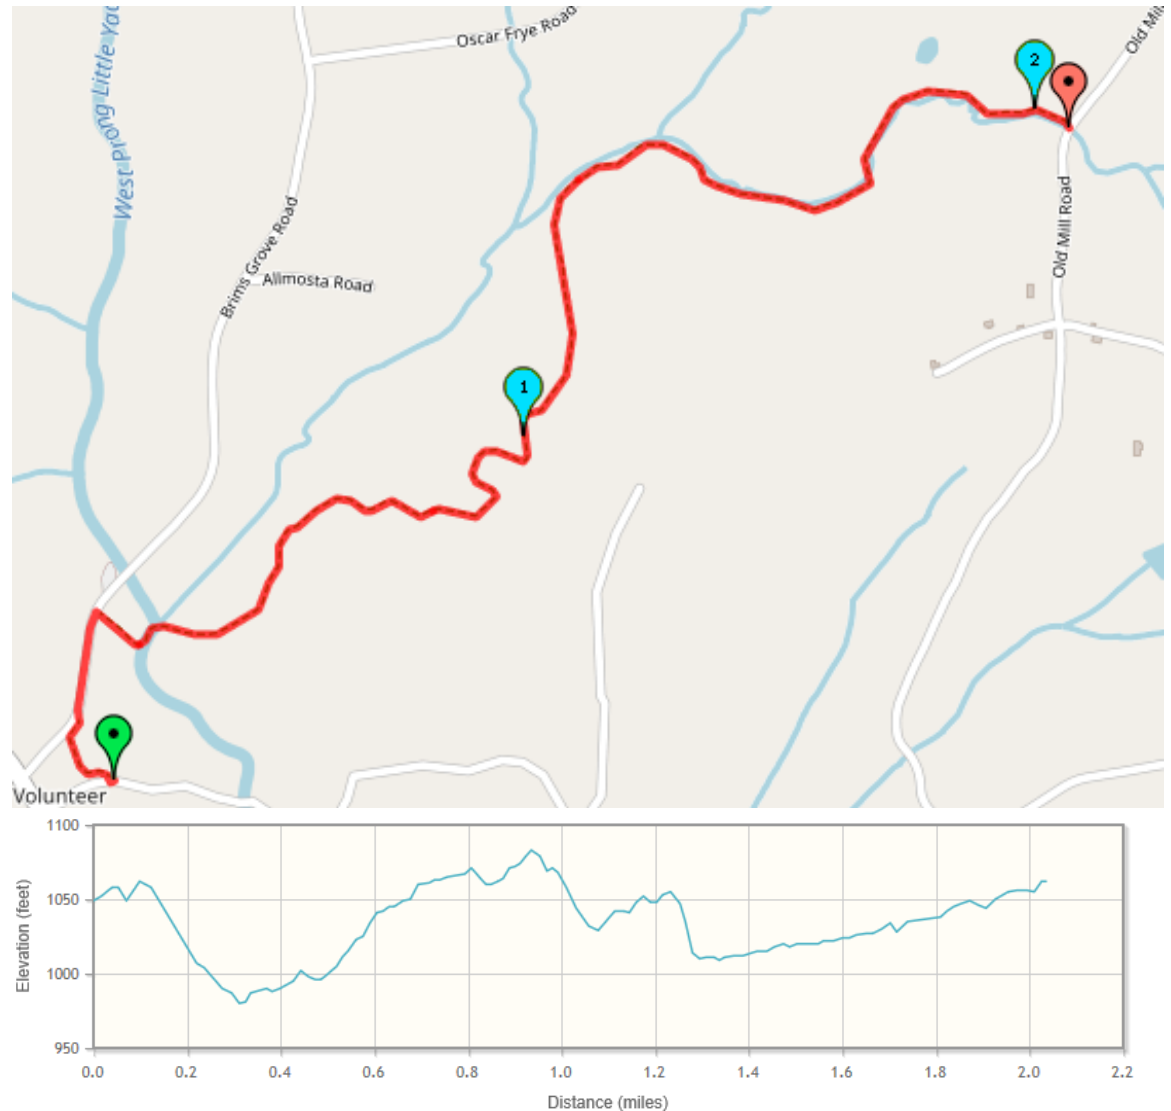 Oscar Frye Road
Old Mil
West Prong Little Yad
2
Brims Grove Road
Allmosta Road
Old Mill Road
1
Volunteer
1100
1050
1000
950
Elevation (feet)
0.0 0.2 0.4 0.6 0.8 1.0 1.2 1.4 1.6 1.8 2.0 2.2
Distance (miles)